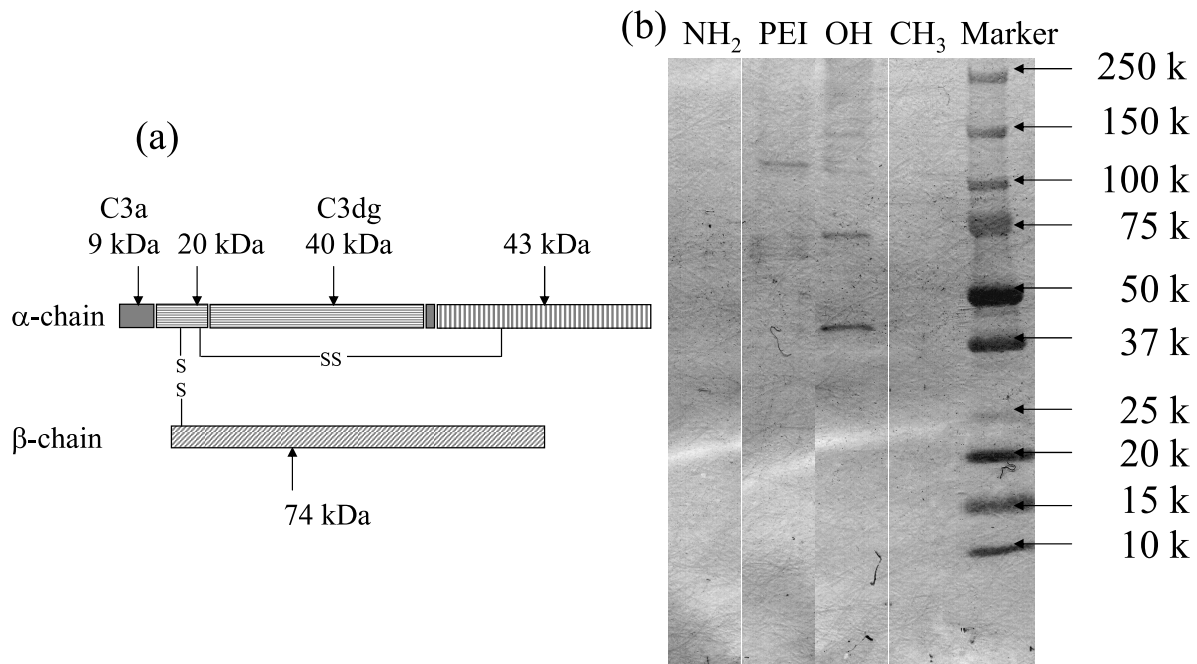 (a)
C3a C3dg
9 kDa 20 kDa 40 kDa 43 kDa
α-chain
SS
S
S
β-chain
74 kDa
(b) NH₂ PEI OH CH₃ Marker
250 k
150 k
100 k
75 k
50 k
37 k
25 k
20 k
15 k
10 k